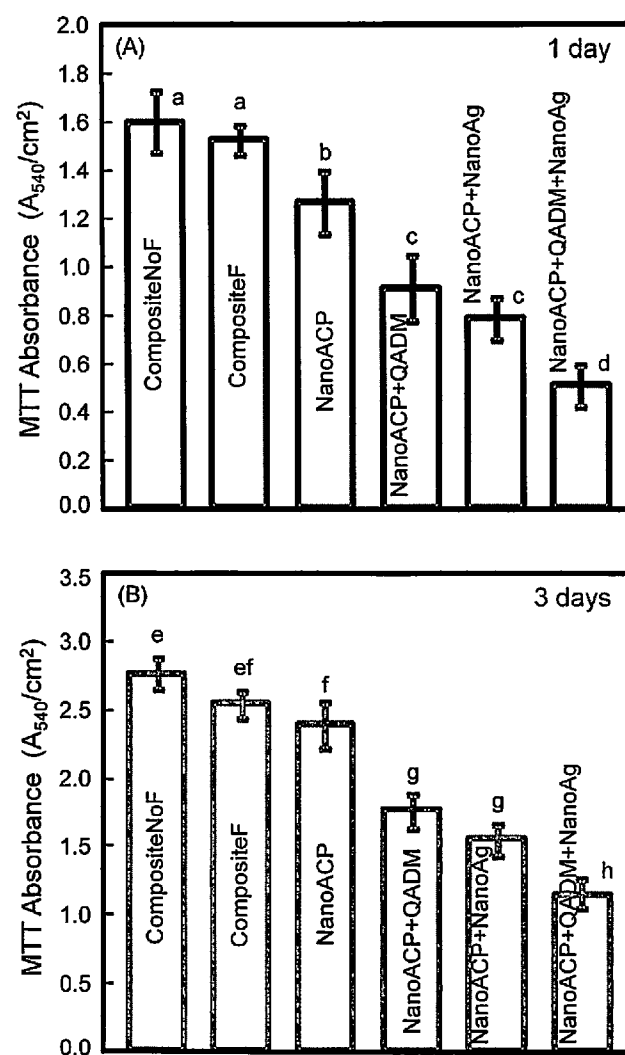 (A)
1 day
MTT Absorbance (A540/cm2)
2.0
1.8
1.6
1.4
1.2
1.0
0.8
0.6
0.4
0.2
0.0
a
a
b
c
c
d
CompositeNoF
CompositeF
NanoACP
NanoACP+QADM
NanoACP+NanoAg
NanoACP+QADM+NanoAg
(B)
3 days
MTT Absorbance (A540/cm2)
3.5
3.0
2.5
2.0
1.5
1.0
0.5
0.0
e
ef
f
g
g
h
CompositeNoF
CompositeF
NanoACP
NanoACP+QADM
NanoACP+NanoAg
NanoACP+QADM+NanoAg